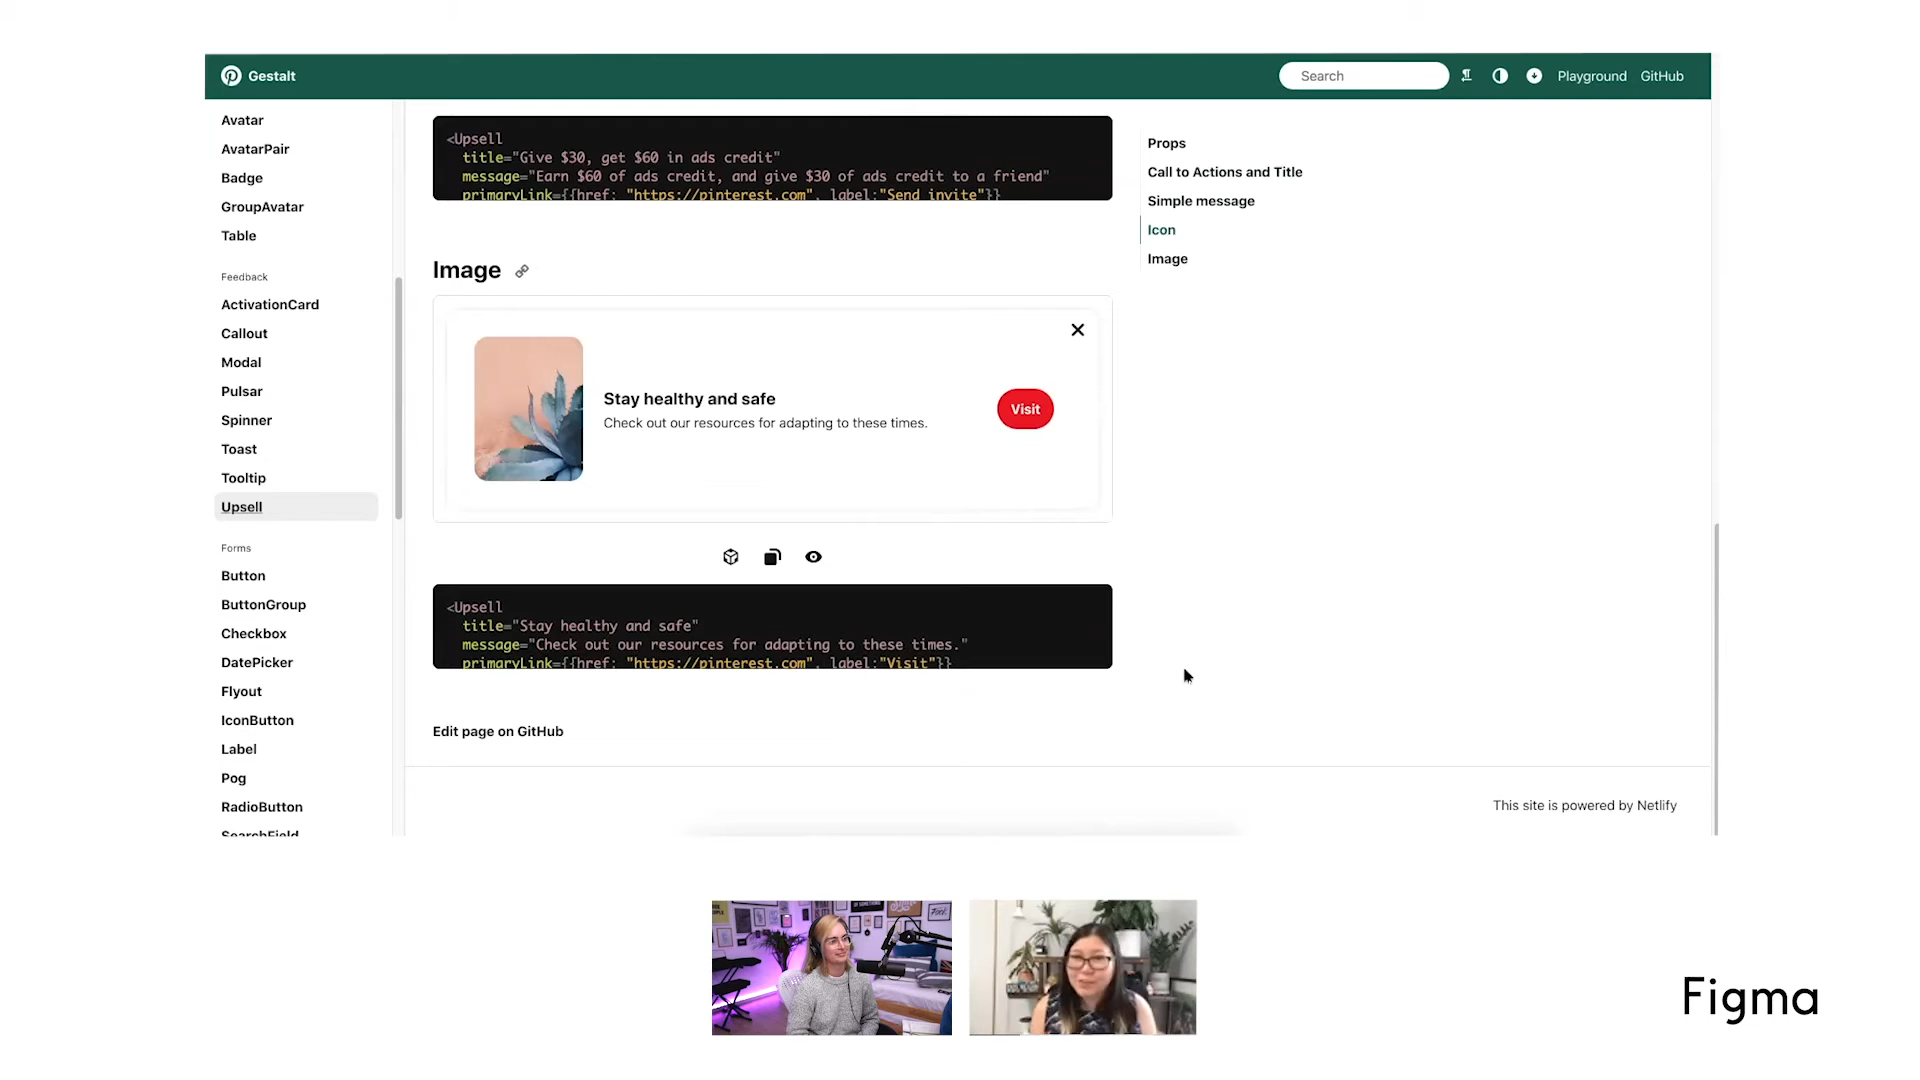 Gestalt
Search
Playground
GitHub
Avatar
AvatarPair
Badge
GroupAvatar
Table
Feedback
ActivationCard
Callout
Modal
Pulsar
Spinner
Toast
Tooltip
Upsell
Forms
Button
ButtonGroup
Checkbox
DatePicker
Flyout
IconButton
Label
Pog
RadioButton
SearchField
<Upsell
title="Give $30, get $60 in ads credit"
message="Earn $60 of ads credit, and give $30 of ads credit to a friend"
primaryLink={{href: "https://pinterest.com", label:"Send invite"}}
Image
Stay healthy and safe
Check out our resources for adapting to these times.
Visit
<Upsell
title="Stay healthy and safe"
message="Check out our resources for adapting to these times."
primaryLink={{href: "https://pinterest.com", label:"Visit"}}
Edit page on GitHub
Props
Call to Actions and Title
Simple message
Icon
Image
This site is powered by Netlify
Figma